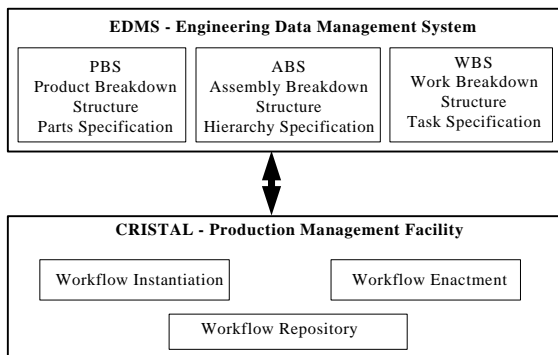 EDMS - Engineering Data Management System
PBS
Product Breakdown
Structure
Parts Specification
ABS
Assembly Breakdown
Structure
Hierarchy Specification
WBS
Work Breakdown
Structure
Task Specification
CRISTAL - Production Management Facility
Workflow Instantiation
Workflow Enactment
Workflow Repository